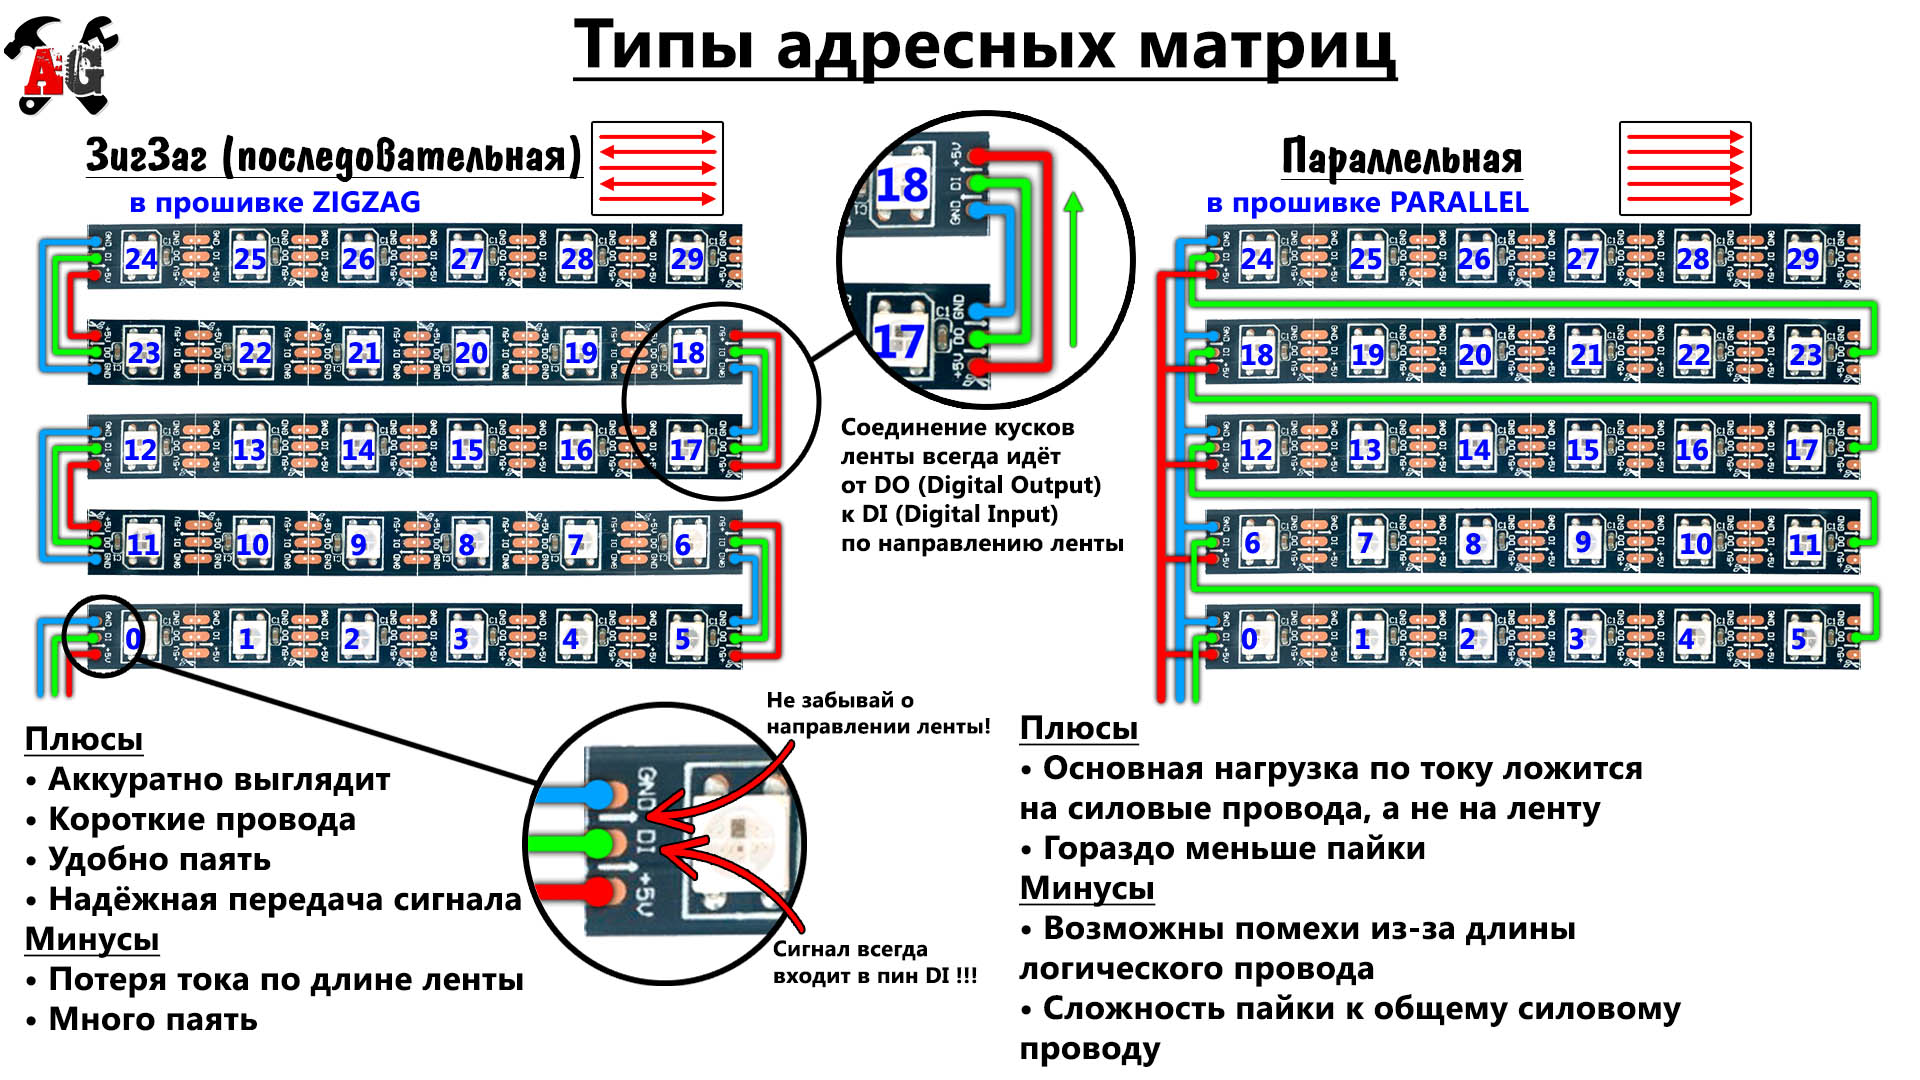 AG
Типы адресных матриц
ЗигЗаг (последовательная)
в прошивке ZIGZAG
24 25 26 27 28 29
23 22 21 20 19 18
12 13 14 15 16 17
11 10 9 8 7 6
0 1 2 3 4 5
18
+5V
DI
GND
17
C1
GND
DO
+5V
Соединение кусков
ленты всегда идёт
от DO (Digital Output)
к DI (Digital Input)
по направлению ленты
Параллельная
в прошивке PARALLEL
24 25 26 27 28 29
18 19 20 21 22 23
12 13 14 15 16 17
6 7 8 9 10 11
0 1 2 3 4 5
Плюсы
• Аккуратно выглядит
• Короткие провода
• Удобно паять
• Надёжная передача сигнала
Минусы
• Потеря тока по длине ленты
• Много паять
Не забывай о
направлении ленты!
GND
DI
+5V
Сигнал всегда
входит в пин DI !!!
Плюсы
• Основная нагрузка по току ложится
на силовые провода, а не на ленту
• Гораздо меньше пайки
Минусы
• Возможны помехи из-за длины
логического провода
• Сложность пайки к общему силовому
проводу